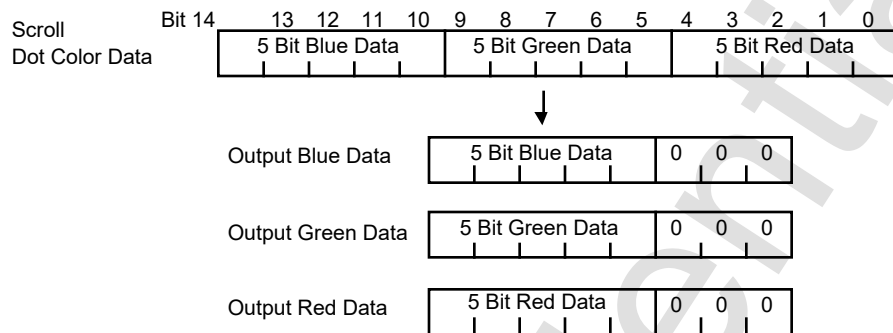 Scroll
Dot Color Data
Bit 14 13 12 11 10 9 8 7 6 5 4 3 2 1 0
5 Bit Blue Data 5 Bit Green Data 5 Bit Red Data
Output Blue Data 5 Bit Blue Data 0 0 0
Output Green Data 5 Bit Green Data 0 0 0
Output Red Data 5 Bit Red Data 0 0 0